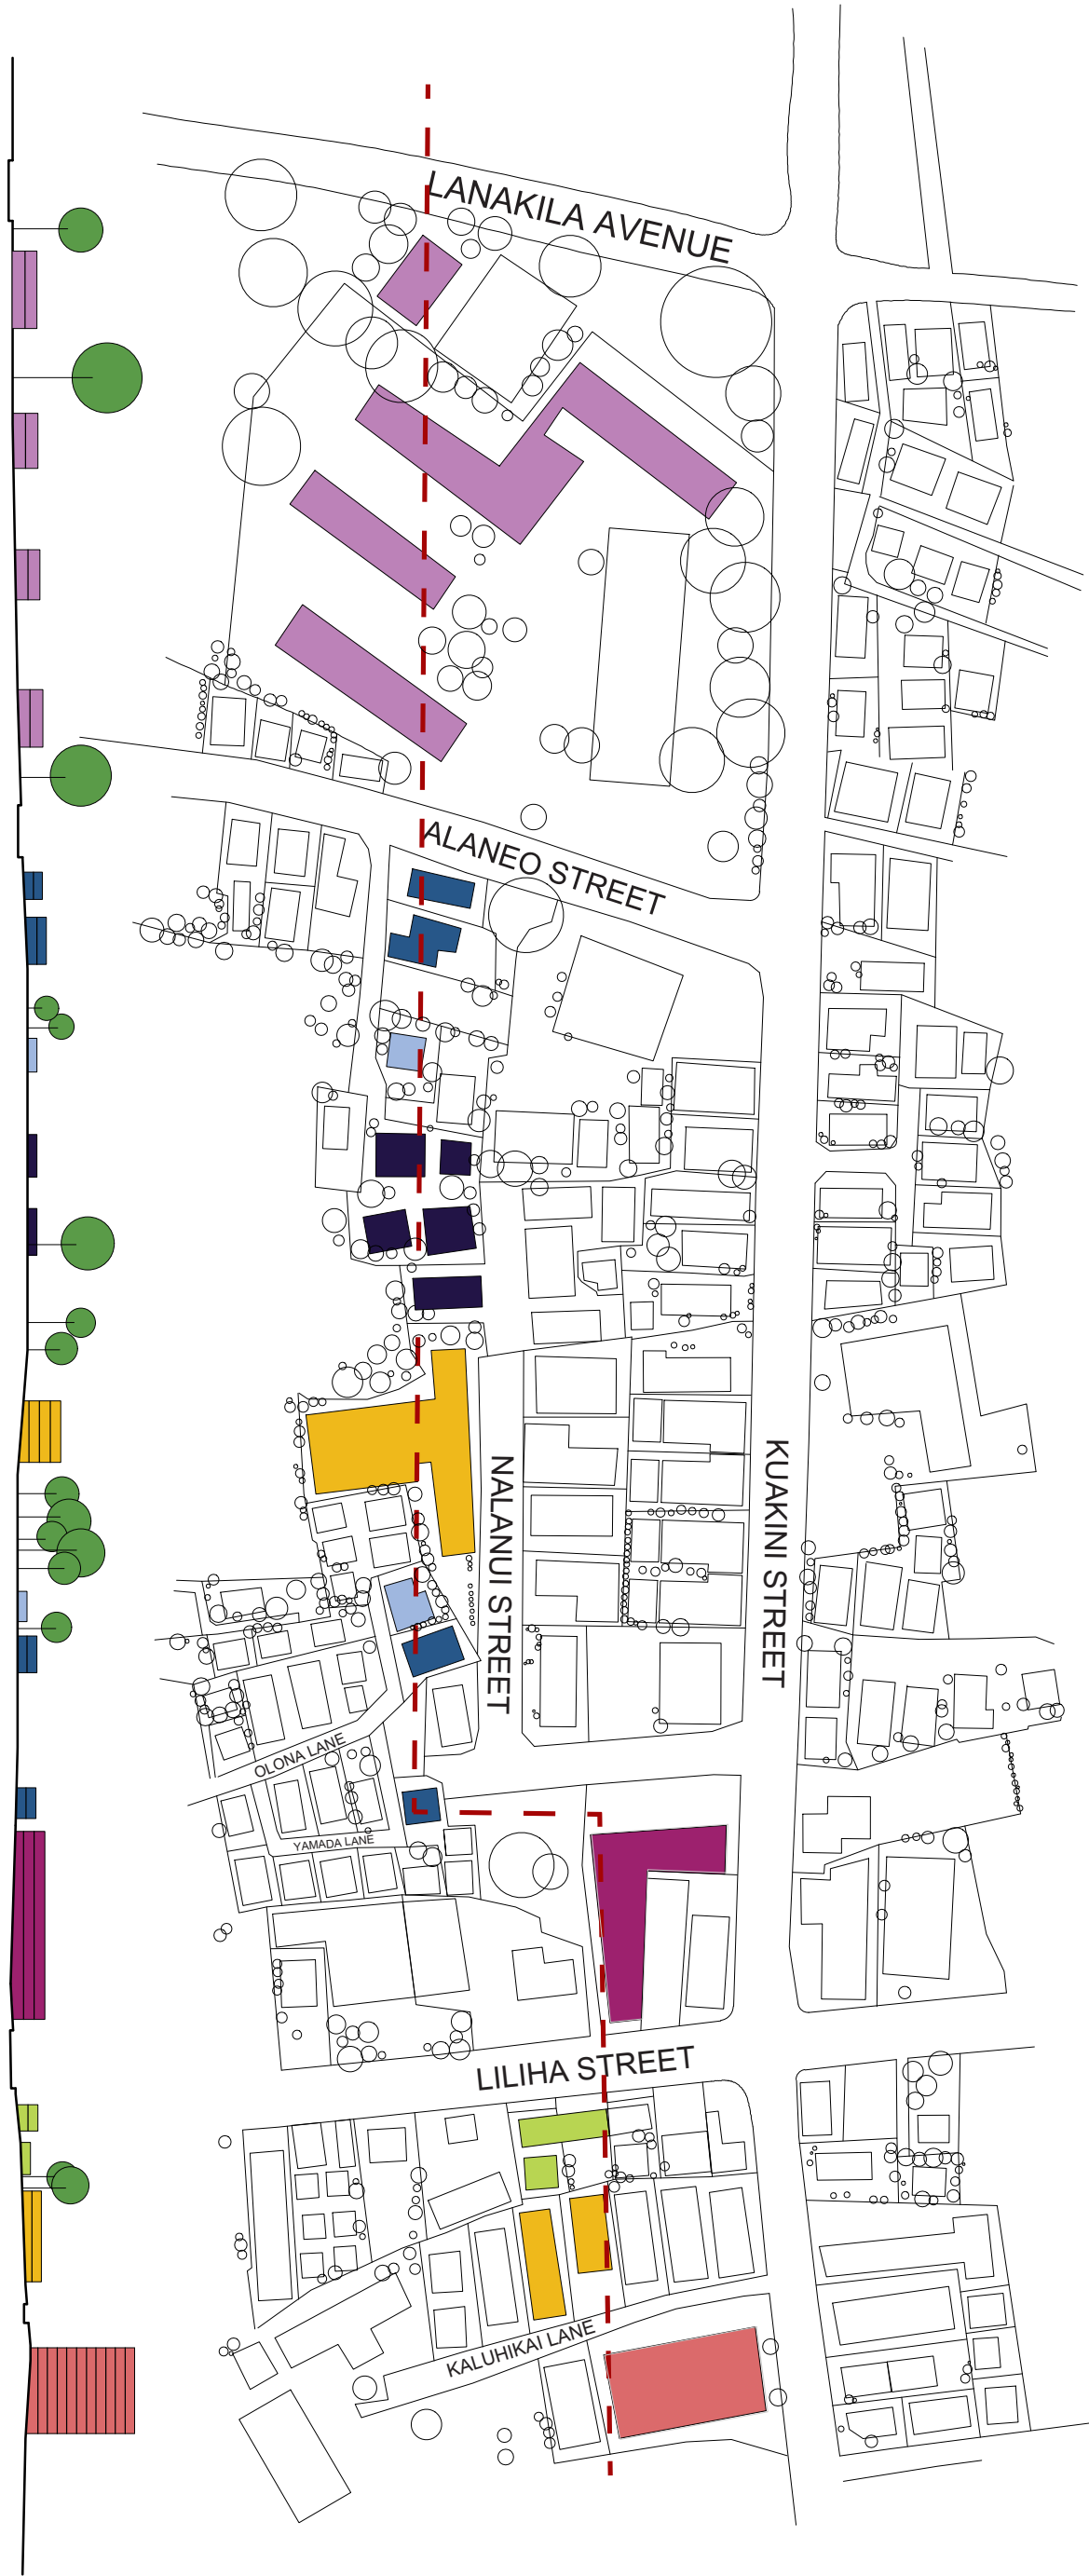 LANAKILA AVENUE
ALANEO STREET
NALANUI STREET
KUAKINI STREET
OLONA LANE
YAMADA LANE
LILIHA STREET
KALUHIKAI LANE